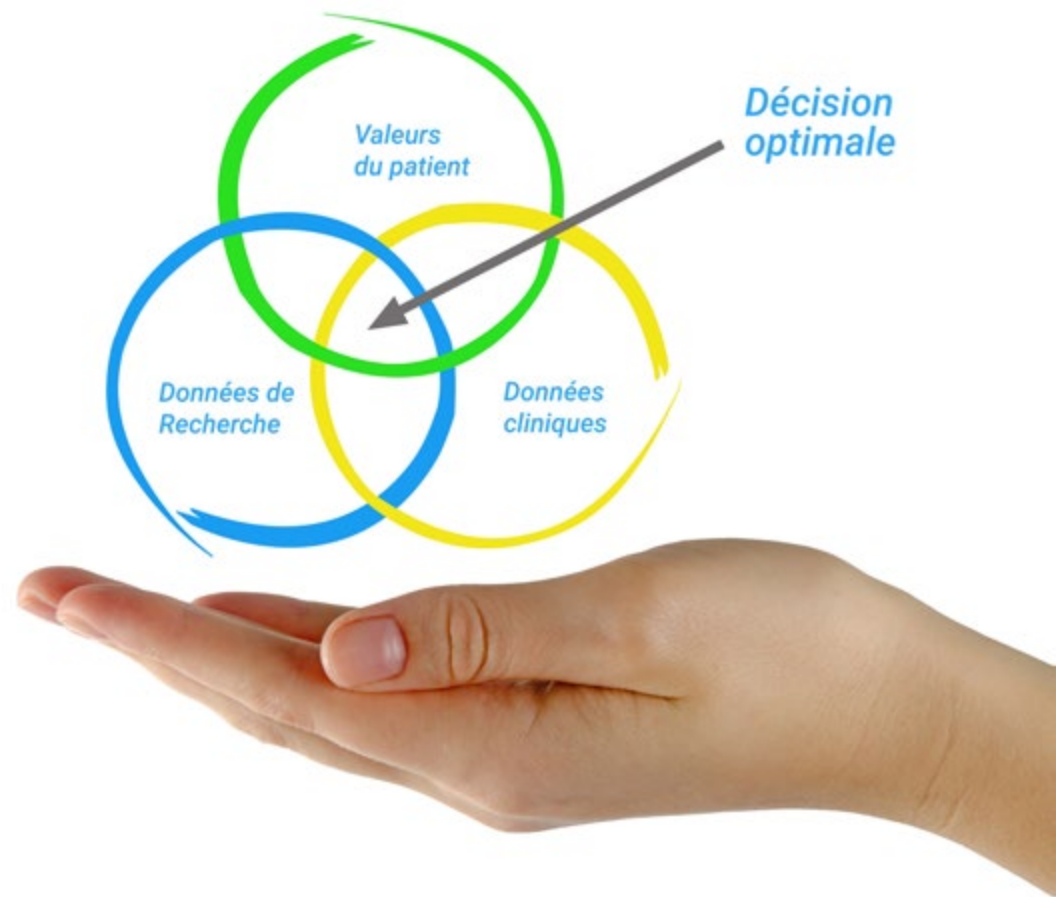 Valeurs
du patient
Décision
optimale
Données de
Recherche
Données
cliniques